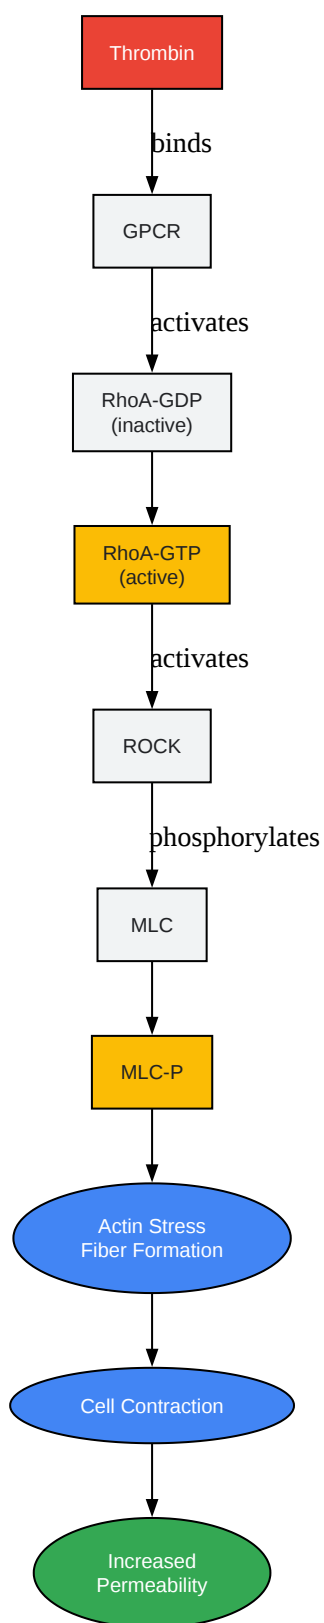 Thrombin
binds
GPCR
activates
RhoA-GDP
(inactive)
RhoA-GTP
(active)
activates
ROCK
phosphorylates
MLC
MLC-P
Actin Stress
Fiber Formation
Cell Contraction
Increased
Permeability